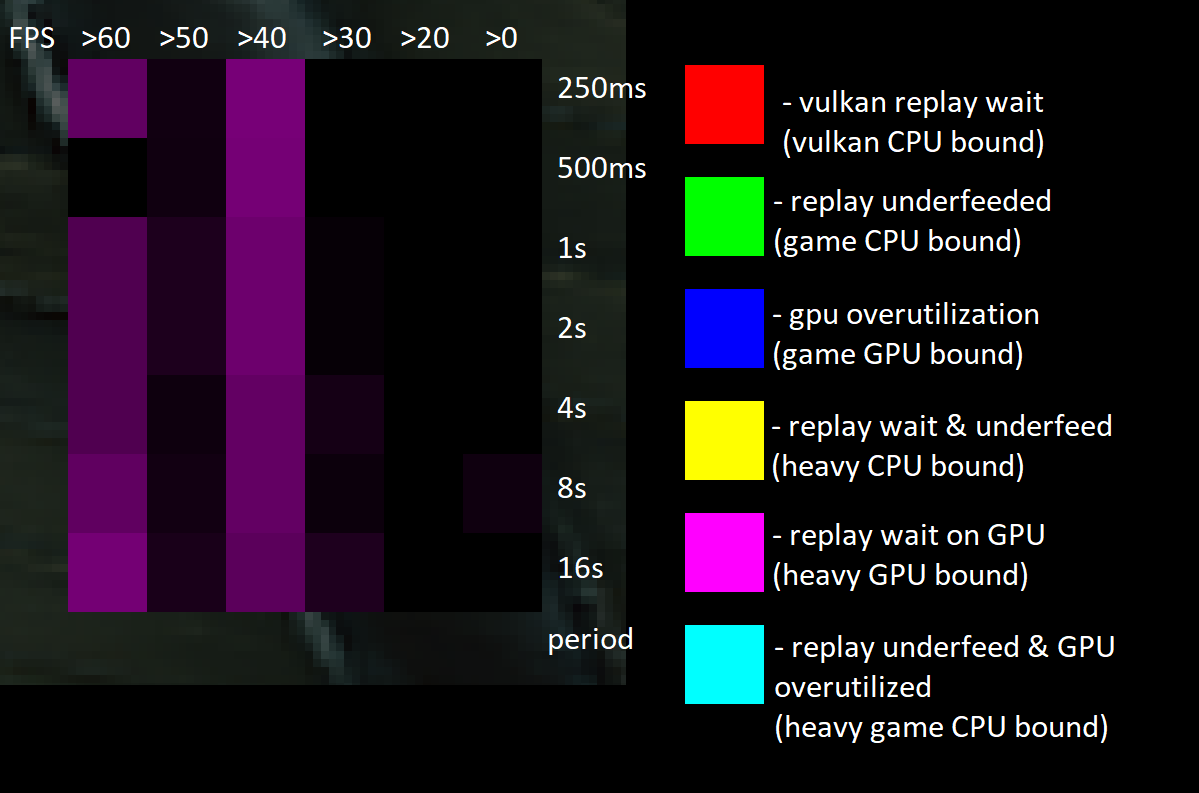 FPS >60 >50 >40 >30 >20 >0
250ms
500ms
1s
2s
4s
8s
16s
period
- vulkan replay wait
(vulkan CPU bound)
- replay underfeeded
(game CPU bound)
- gpu overutilization
(game GPU bound)
- replay wait & underfeed
(heavy CPU bound)
- replay wait on GPU
(heavy GPU bound)
- replay underfeed & GPU
overutilized
(heavy game CPU bound)